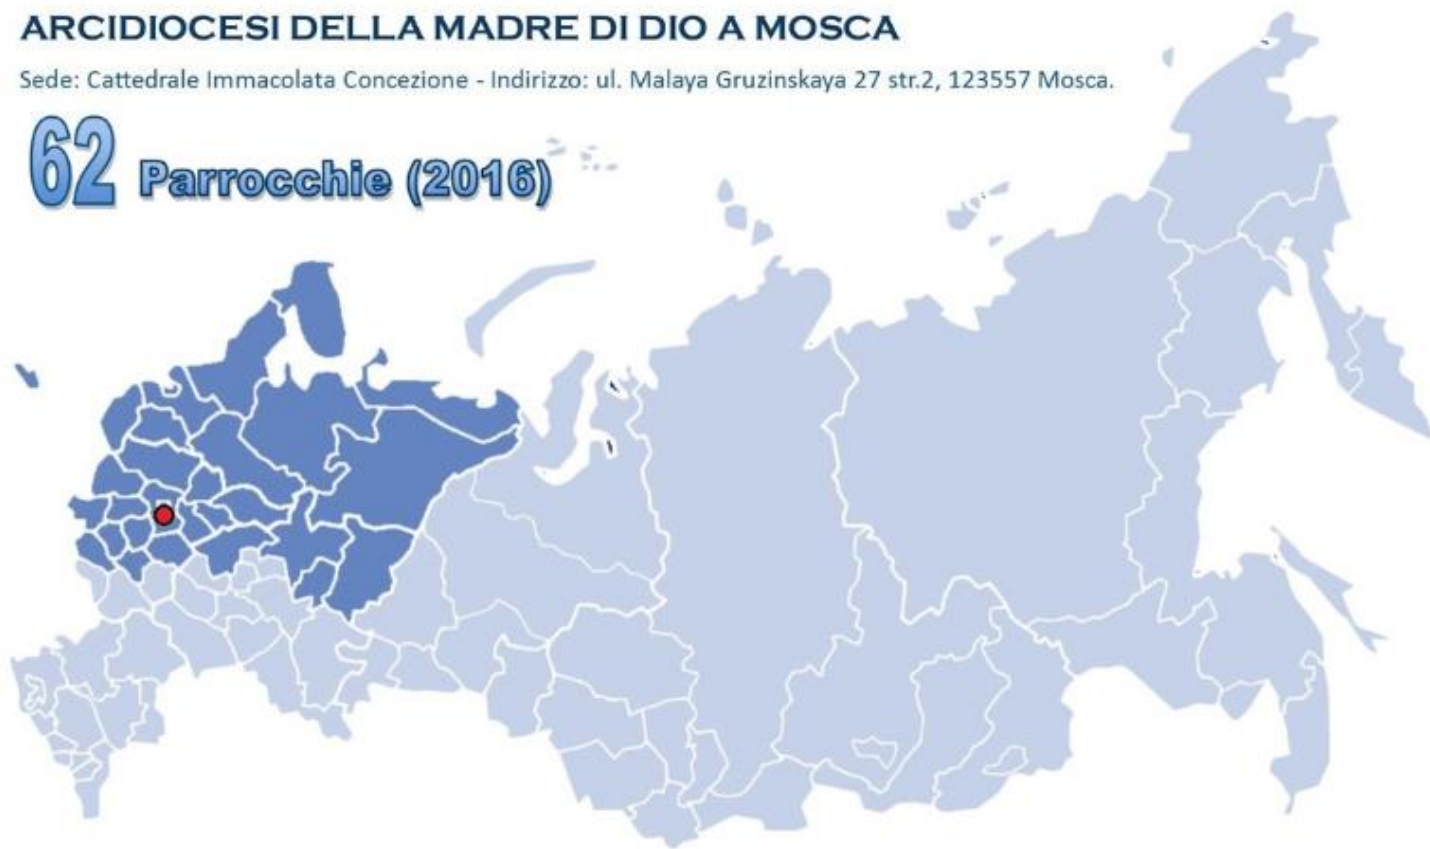 ARCIDIOCESI DELLA MADRE DI DIO A MOSCA
Sede: Cattedrale Immacolata Concezione - Indirizzo: ul. Malaya Gruzinskaya 27 str.2, 123557 Mosca.
62 Parrocchie (2016)